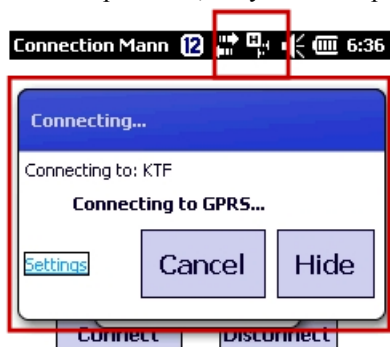 Connection Mann 12 H 6:36
Connecting...
Connecting to: KTF
Connecting to GPRS...
Settings Cancel Hide
Connect Disconnect